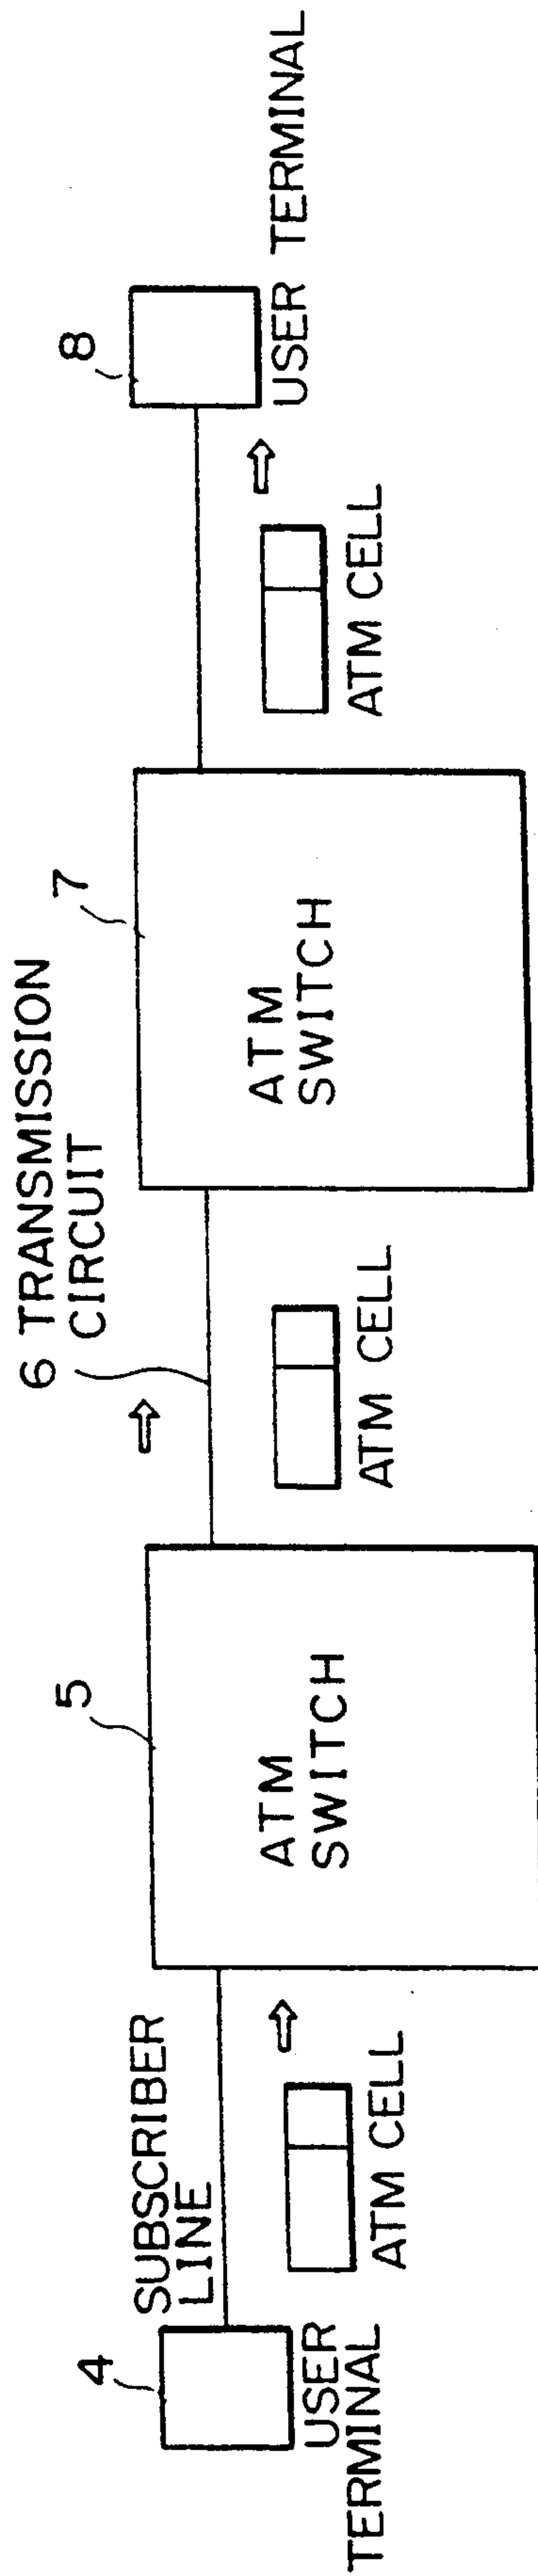 4
USER
TERMINAL
SUBSCRIBER
LINE
ATM CELL
5
ATM
SWITCH
6 TRANSMISSION
CIRCUIT
ATM CELL
7
ATM
SWITCH
ATM CELL
8
USER TERMINAL